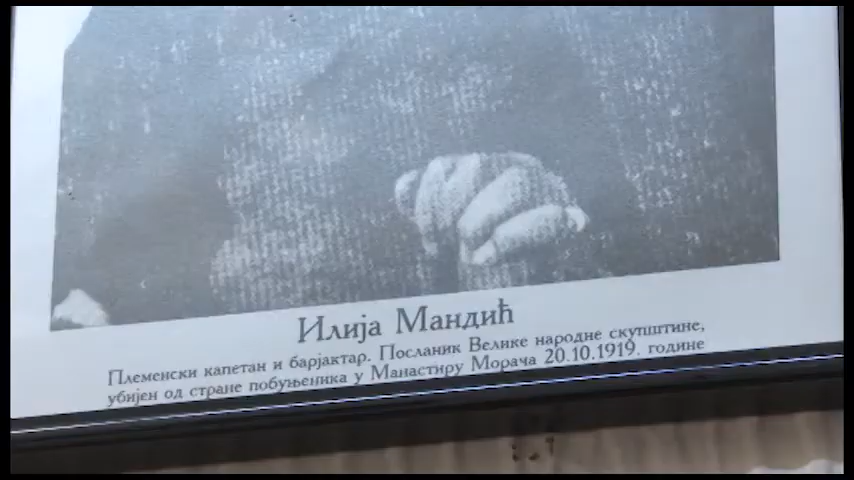 Илија Мандић
Племенски капетан и барјактар. Посланик Велике народне скупштине,
убијен од стране побуњеника у Манастиру Морача 20.10.1919. године